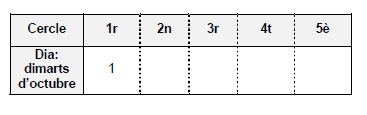 Cercle 1r 2n 3r 4t 5è
Dia:
dimarts
d'octubre
1